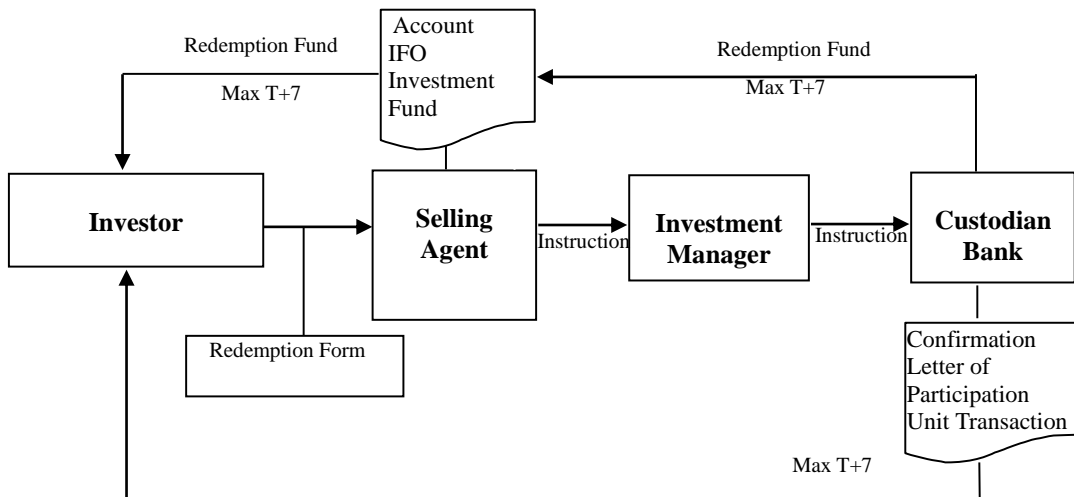 Redemption Fund
Max T+7
Account
IFO
Investment
Fund
Redemption Fund
Max T+7
Investor
Selling
Agent
Instruction
Investment
Manager
Instruction
Custodian
Bank
Redemption Form
Confirmation
Letter of
Participation
Unit Transaction
Max T+7